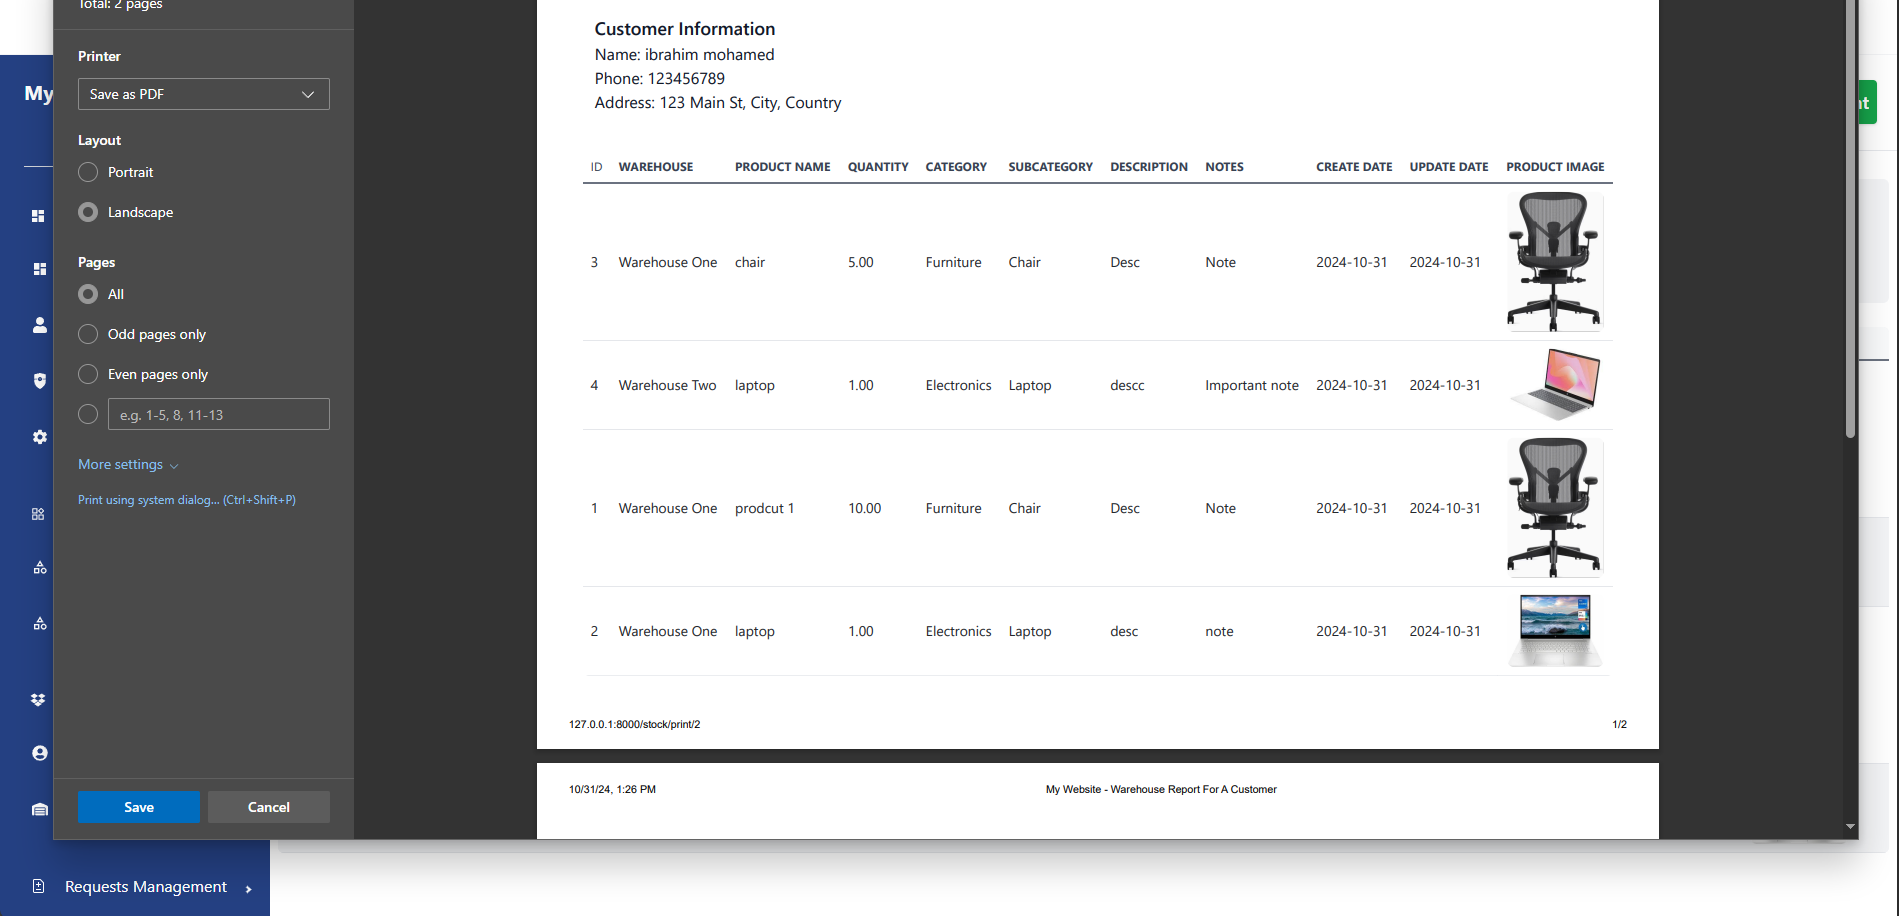 Total: 2 pages
Printer
Save as PDF
Layout
Portrait
Landscape
Pages
All
Odd pages only
Even pages only
e.g. 1-5, 8, 11-13
More settings
Print using system dialog... (Ctrl+Shift+P)
Save
Cancel
My
Requests Management
Customer Information
Name: ibrahim mohamed
Phone: 123456789
Address: 123 Main St, City, Country
ID WAREHOUSE PRODUCT NAME QUANTITY CATEGORY SUBCATEGORY DESCRIPTION NOTES CREATE DATE UPDATE DATE PRODUCT IMAGE
3 Warehouse One chair 5.00 Furniture Chair Desc Note 2024-10-31 2024-10-31
4 Warehouse Two laptop 1.00 Electronics Laptop descc Important note 2024-10-31 2024-10-31
1 Warehouse One prodcut 1 10.00 Furniture Chair Desc Note 2024-10-31 2024-10-31
2 Warehouse One laptop 1.00 Electronics Laptop desc note 2024-10-31 2024-10-31
127.0.0.1:8000/stock/print/2 1/2
10/31/24, 1:26 PM My Website - Warehouse Report For A Customer